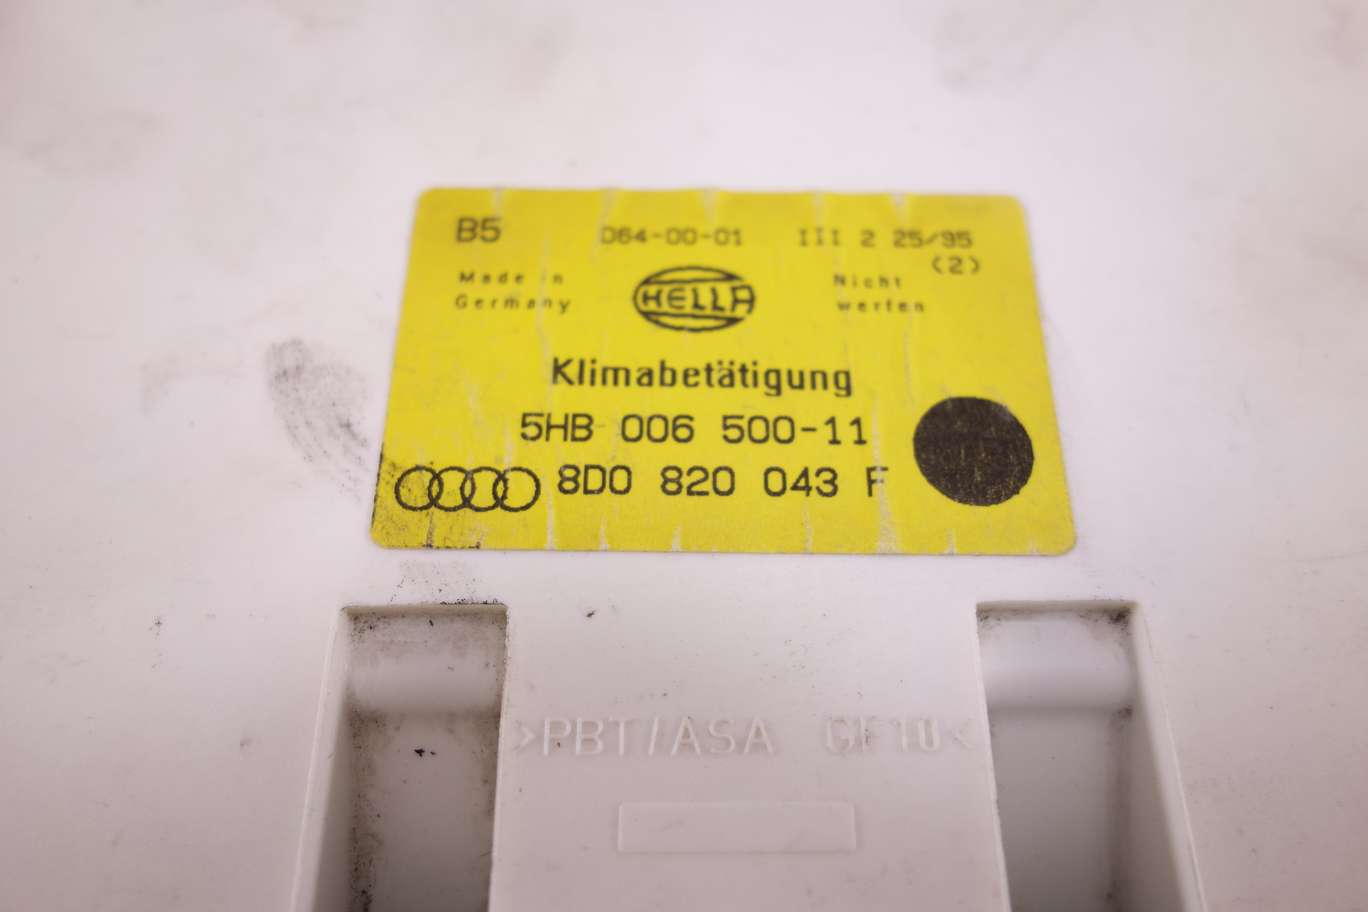 B5 D64-00-01 III 2 25/95
(2)
Made in
Germany
HELLA
Nicht
werfen
Klimabetätigung
5HB 006 500-11
8D0 820 043 F
>PBT/ASA GF10<